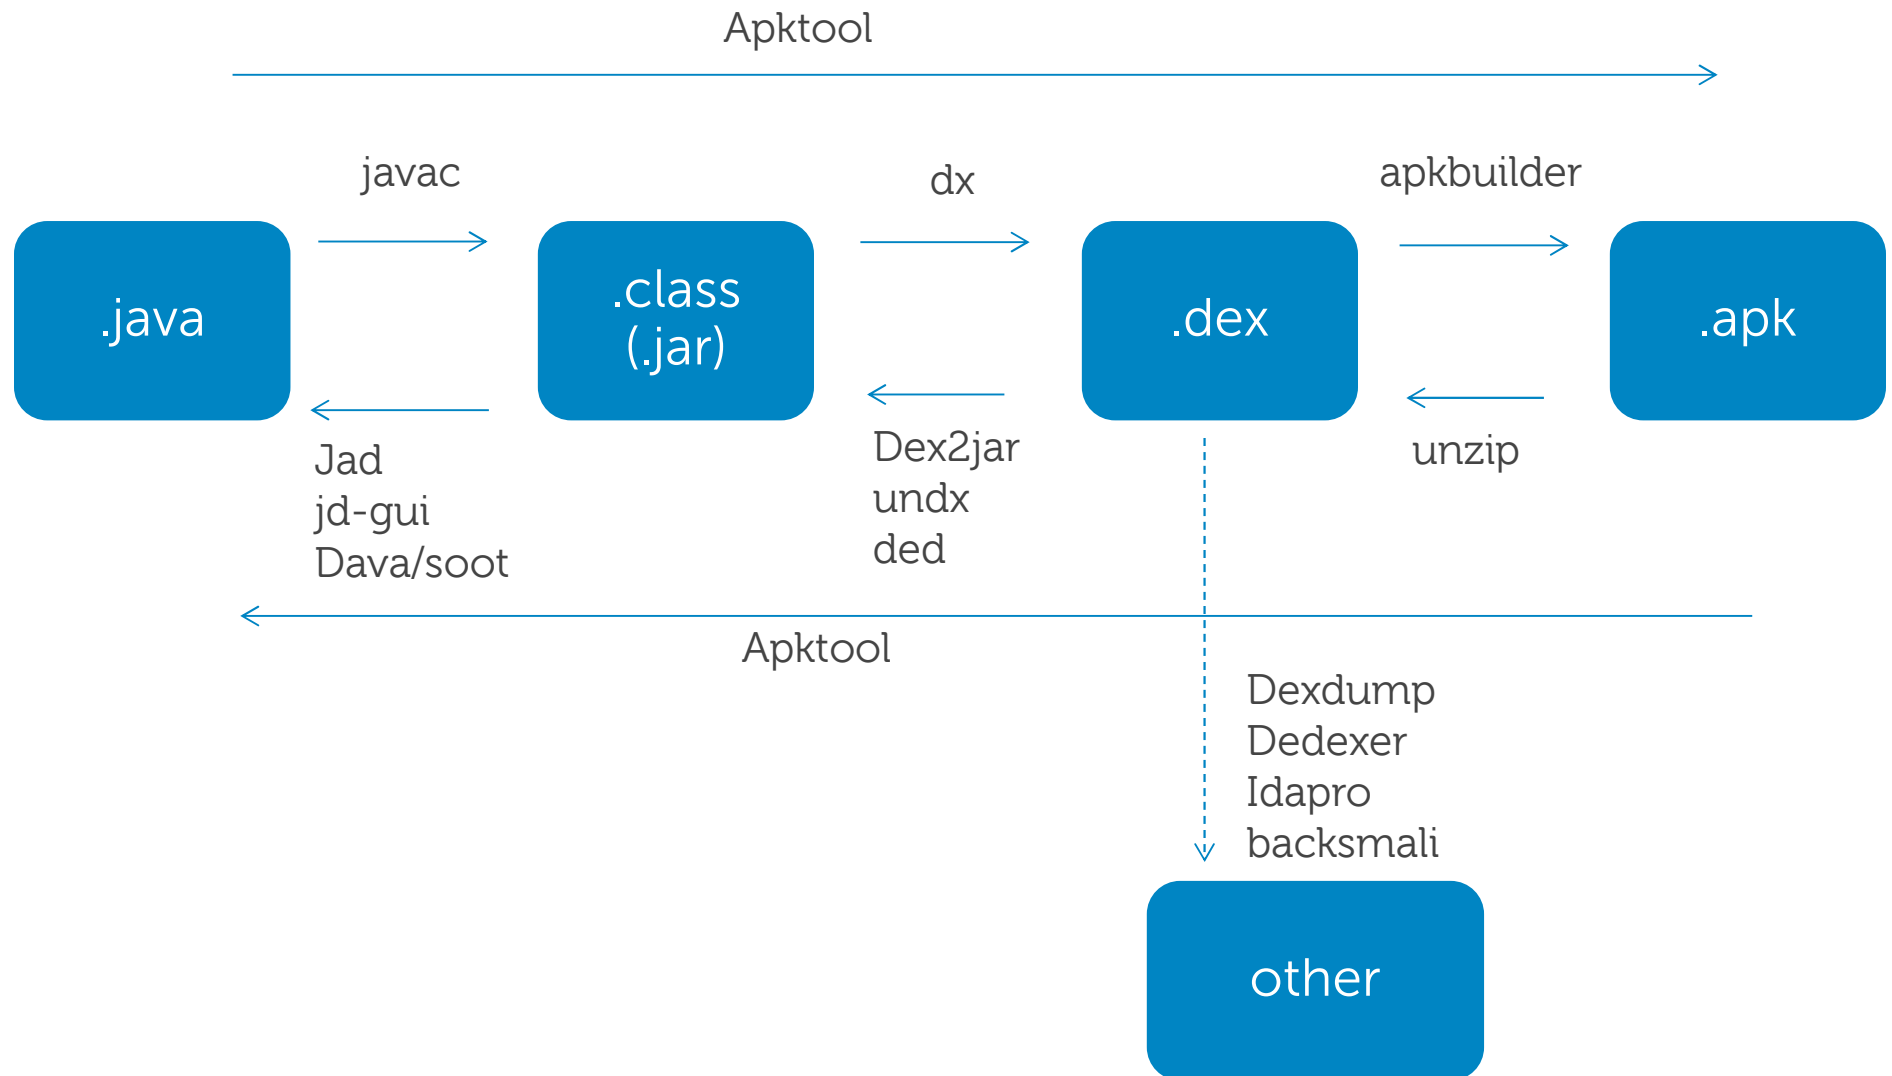 Apktool
javac
dx
apkbuilder
.java
.class
(.jar)
.dex
.apk
Jad
jd-gui
Dava/soot
Dex2jar
undx
ded
unzip
Apktool
Dexdump
Dedexer
Idapro
backsmali
other